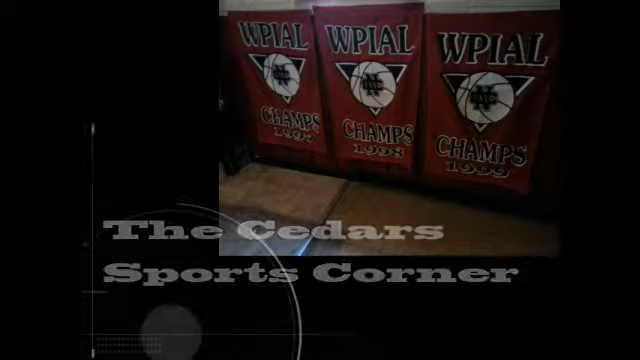 WPIAL
CHAMPS
1997
WPIAL
CHAMPS
1998
WPIAL
CHAMPS
1999
The Cedars
Sports Corner